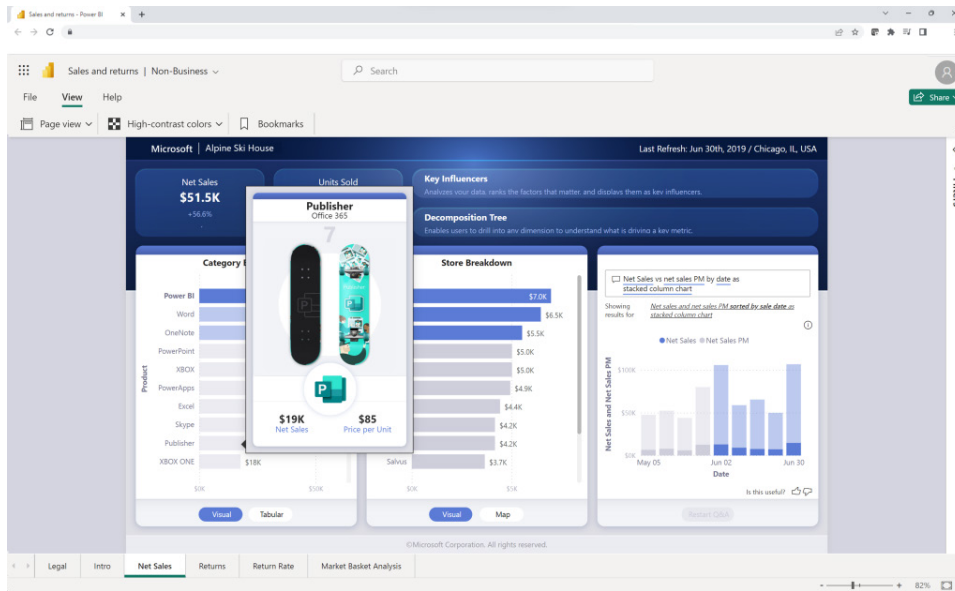 Sales and returns - Power BI
Sales and returns | Non-Business
Search
File View Help
Share
Page view High-contrast colors Bookmarks
Microsoft | Alpine Ski House
Last Refresh: Jun 30th, 2019 / Chicago, IL, USA
Net Sales
$51.5K
+56.6%
Units Sold
Key Influencers
Analyzes your data, ranks the factors that matter, and displays them as key influencers.
Decomposition Tree
Enables users to drill into any dimension to understand what is driving a key metric.
Publisher
Office 365
7
$19K
Net Sales
$85
Price per Unit
Category
Product
Power BI
Word
OneNote
PowerPoint
XBOX
PowerApps
Excel
Skype
Publisher
XBOX ONE $18K
$0K $50K
Visual Tabular
Store Breakdown
$7.0K
$6.5K
$5.5K
$5.0K
$5.0K
$4.9K
$4.4K
$4.2K
$4.2K
Salvus $3.7K
$0K $5K
Visual Map
Net Sales vs net sales PM by date as
stacked column chart
Showing results for
Net sales and net sales PM sorted by sale date as
stacked column chart
Net Sales Net Sales PM
Net Sales and Net Sales PM
$100K
$50K
$0K
May 05 Jun 02 Jun 30
Date
Is this useful?
Restart Q&A
©Microsoft Corporation. All rights reserved.
Legal Intro Net Sales Returns Return Rate Market Basket Analysis
82%